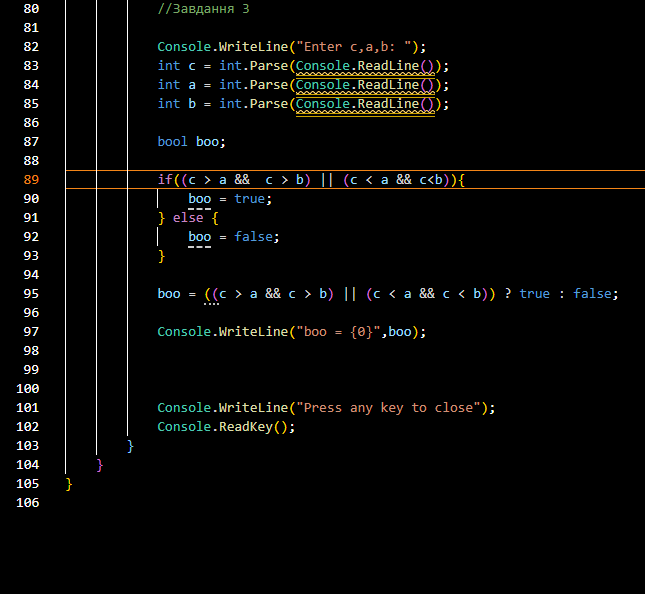 80 //Завдання 3
81
82 Console.WriteLine("Enter c,a,b: ");
83 int c = int.Parse(Console.ReadLine());
84 int a = int.Parse(Console.ReadLine());
85 int b = int.Parse(Console.ReadLine());
86
87 bool boo;
88
89 if((c > a &&  c > b) || (c < a && c<b)){
90 boo = true;
91 } else {
92 boo = false;
93 }
94
95 boo = ((c > a && c > b) || (c < a && c < b)) ? true : false;
96
97 Console.WriteLine("boo = {0}",boo);
98
99
100
101 Console.WriteLine("Press any key to close");
102 Console.ReadKey();
103 }
104 }
105 }
106